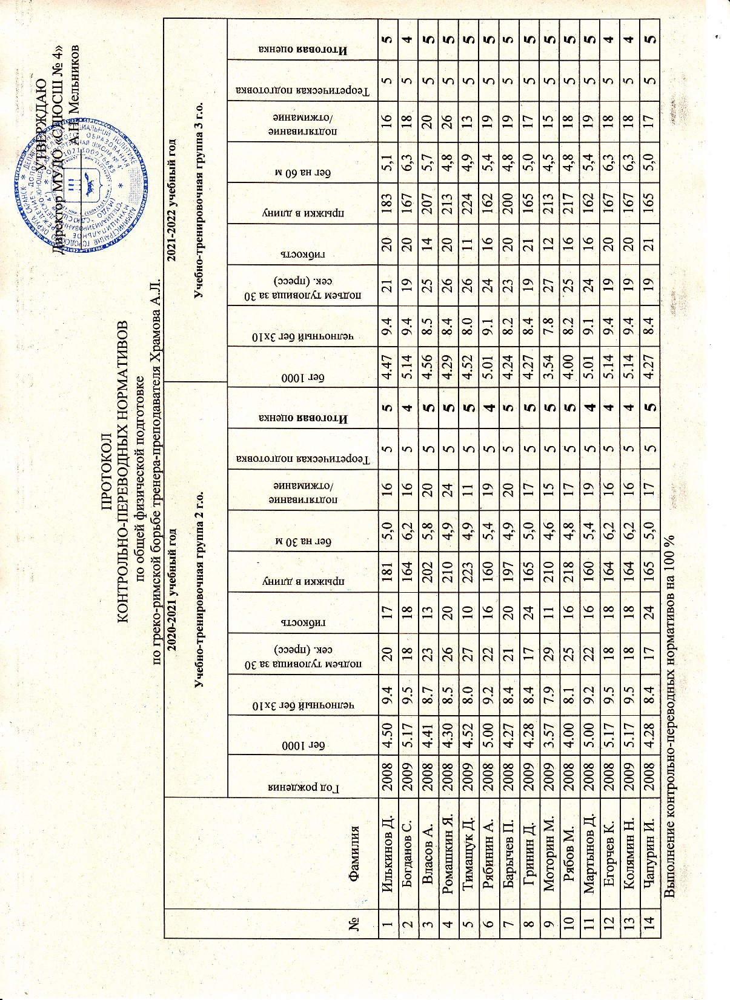 УТВЕРЖДАЮ
Директор МУДО «СДЮСШ № 4»
А.Н. Мельников
ПРОТОКОЛ
КОНТРОЛЬНО-ПЕРЕВОДНЫХ НОРМАТИВОВ
по общей физической подготовке
по греко-римской борьбе тренера-преподавателя Храмова А.Л.
2020-2021 учебный год 2021-2022 учебный год
Учебно-тренировочная группа 2 г.о. Учебно-тренировочная группа 3 г.о.
№ Фамилия Год рождения бег 1000 челночный бег 3х10 подъем туловища за 30 сек. (пресс) гибкость прыжки в длину бег на 30 м подтягивание /отжимание Теоретическая подготовка Итоговая оценка бег 1000 челночный бег 3х10 подъем туловища за 30 сек. (пресс) гибкость прыжки в длину бег на 60 м подтягивание /отжимание Теоретическая подготовка Итоговая оценка
1 Илькинов Д. 2008 4.50 9.4 20 17 181 5,0 16 5 5 4.47 9.4 21 20 183 5,1 16 5 5
2 Богданов С. 2009 5.17 9.5 18 18 164 6,2 16 5 4 5.14 9.4 19 20 167 6,3 18 5 4
3 Власов А. 2008 4.41 8.7 23 13 202 5,8 20 5 5 4.56 8.5 25 14 207 5,7 20 5 5
4 Ромашкин Я. 2008 4.30 8.5 26 20 210 4,9 24 5 5 4.29 8.4 26 20 213 4,8 26 5 5
5 Тимащук Д. 2009 4.52 8.0 27 10 223 4,9 11 5 5 4.52 8.0 26 11 224 4,9 13 5 5
6 Рябинин А. 2008 5.00 9.2 22 16 160 5,4 19 5 4 5.01 9.1 24 16 162 5,4 19 5 5
7 Барычев П. 2008 4.27 8.4 21 20 197 4,9 20 5 5 4.24 8.2 23 20 200 4,8 19 5 5
8 Гринин Д. 2009 4.28 8.4 17 24 165 5,0 17 5 5 4.27 8.4 19 21 165 5,0 17 5 5
9 Моторин М. 2009 3.57 7.9 29 11 210 4,6 15 5 5 3.54 7.8 27 12 213 4,5 15 5 5
10 Рябов М. 2008 4.00 8.1 25 16 218 4,8 17 5 5 4.00 8.2 25 16 217 4,8 18 5 5
11 Мартынов Д. 2008 5.00 9.2 22 16 160 5,4 19 5 4 5.01 9.1 24 16 162 5,4 19 5 5
12 Егорчев К. 2008 5.17 9.5 18 18 164 6,2 16 5 4 5.14 9.4 19 20 167 6,3 18 5 4
13 Колямин Н. 2009 5.17 9.5 18 18 164 6,2 16 5 4 5.14 9.4 19 20 167 6,3 18 5 4
14 Чапурин И. 2008 4.28 8.4 17 24 165 5,0 17 5 5 4.27 8.4 19 21 165 5,0 17 5 5
Выполнение контрольно-переводных нормативов на 100 %